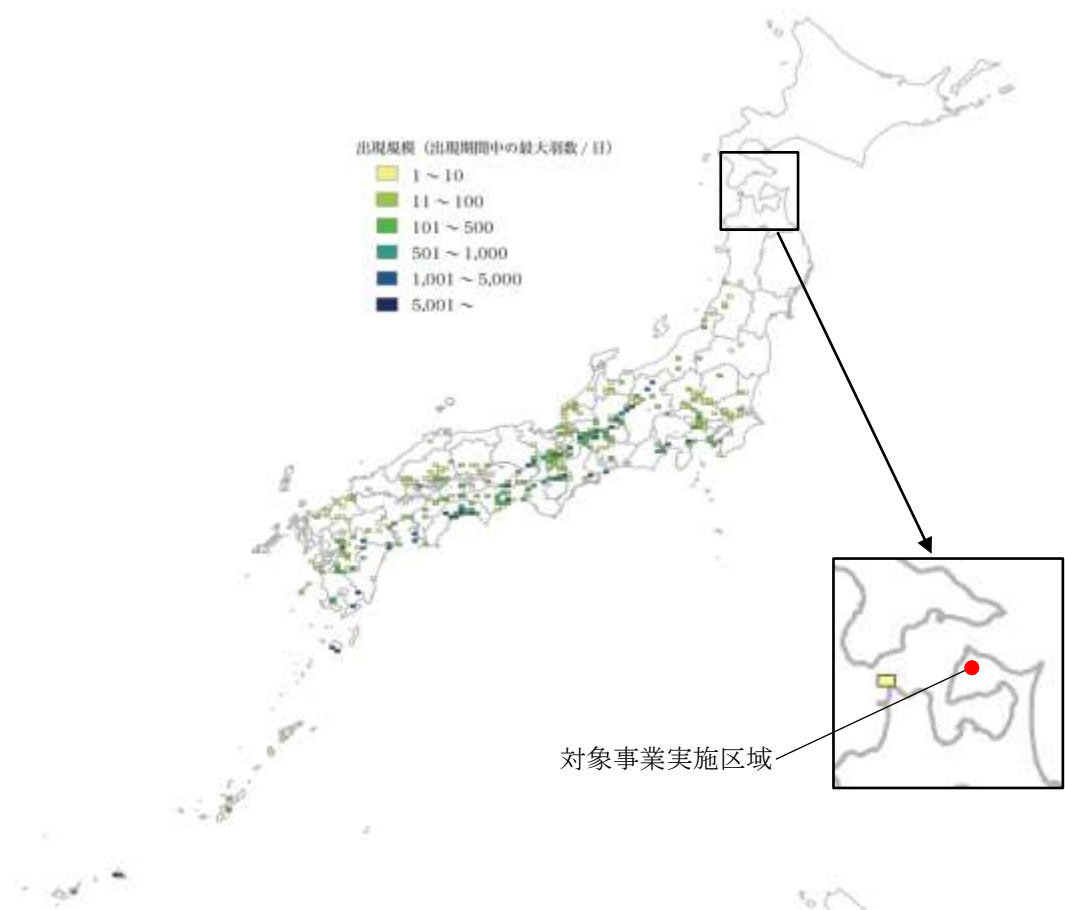 出現規模（出現期間中の最大羽数 / 日）
1 ～ 10
11 ～ 100
101 ～ 500
501 ～ 1,000
1,001 ～ 5,000
5,001 ～
対象事業実施区域